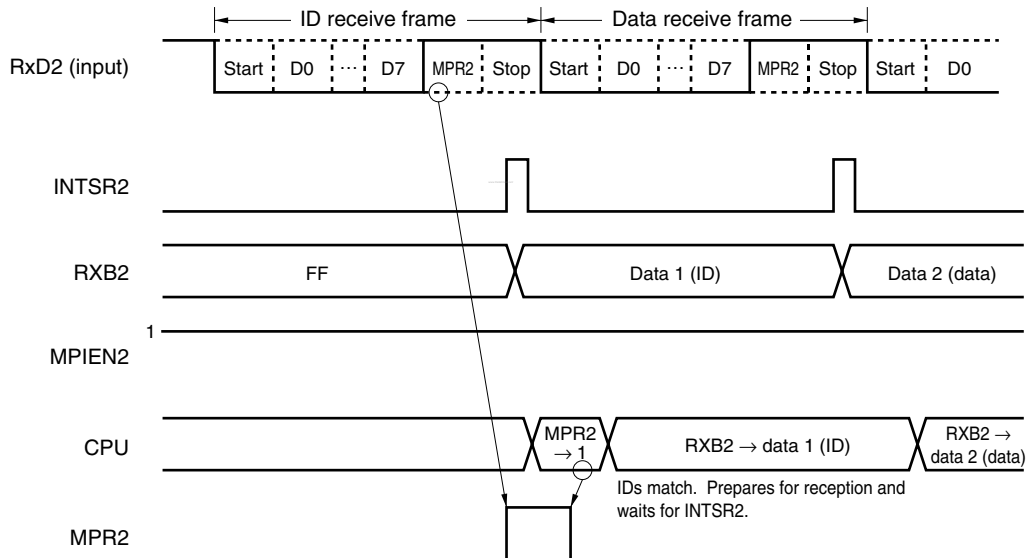 ID receive frame Data receive frame
RxD2 (input) Start D0 ··· D7 MPR2 Stop Start D0 ··· D7 MPR2 Stop Start D0
INTSR2
RXB2 FF Data 1 (ID) Data 2 (data)
1
MPIEN2
CPU MPR2 → 1 RXB2 → data 1 (ID) RXB2 → data 2 (data)
IDs match. Prepares for reception and
waits for INTSR2.
MPR2